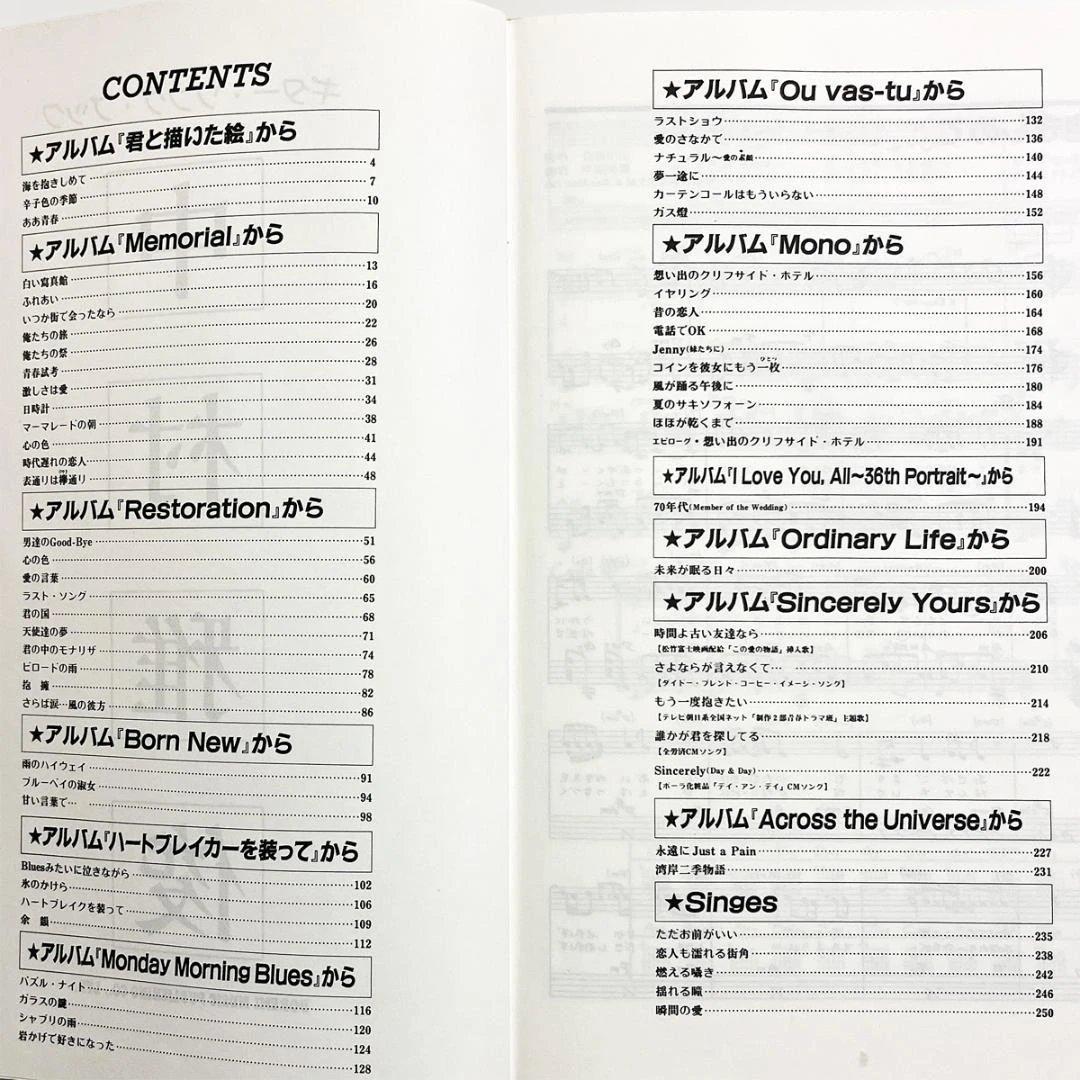 CONTENTS
★アルバム『君と描いた絵』から
海を抱きしめて 4
辛子色の季節 7
ああ青春 10
★アルバム『Memorial』から
白い寫真館 13
ふれあい 16
いつか街で会ったなら 20
俺たちの旅 22
俺たちの祭 26
青春試考 28
激しさは愛 31
日時計 34
マーマレードの朝 38
心の色 41
時代遅れの恋人 44
表通りは欅通り 48
★アルバム『Restoration』から
男達のGood-Bye 51
心の色 56
愛の言葉 60
ラスト・ソング 65
君の国 68
天使達の夢 71
君の中のモナリザ 74
ビロードの雨 78
抱擁 82
さらば涙…風の彼方 86
★アルバム『Born New』から
雨のハイウェイ 91
ブルーベイの淑女 94
甘い言葉で… 98
★アルバム『ハートブレイカーを装って』から
Bluesみたいに泣きながら 102
氷のかけら 106
ハートブレイクを装って 109
余韻 112
★アルバム『Monday Morning Blues』から
パズル・ナイト 116
ガラスの鍵 120
シャブリの雨 124
岩かげで好きになった 128
★アルバム『Ou vas-tu』から
ラストショウ 132
愛のさなかで 136
ナチュラル〜愛の素顔 140
夢一途に 144
カーテンコールはもういらない 148
ガス燈 152
★アルバム『Mono』から
想い出のクリフサイド・ホテル 156
イヤリング 160
昔の恋人 164
電話でOK 168
Jenny(妹たちに) 174
コインを彼女にもう一枚 176
風が踊る午後に 180
夏のサキソフォーン 184
ほほが乾くまで 188
エピローグ・想い出のクリフサイド・ホテル 191
★アルバム『I Love You, All〜36th Portrait〜』から
70年代(Member of the Wedding) 194
★アルバム『Ordinary Life』から
未来が眠る日々 200
★アルバム『Sincerely Yours』から
時間よ古い友達なら 206
【松竹富士映画配給「この愛の物語」挿入歌】
さよならが言えなくて… 210
【ダイドー・ブレンド・コーヒー・イメージ・ソング】
もう一度抱きたい 214
【テレビ朝日系全国ネット「制作2部青春ドラマ班」主題歌】
誰かが君を探してる 218
【全労済CMソング】
Sincerely(Day & Day) 222
【ポーラ化粧品「デイ・アン・デイ」CMソング】
★アルバム『Across the Universe』から
永遠にJust a Pain 227
湾岸二季物語 231
★Singes
ただお前がいい 235
恋人も濡れる街角 238
燃える囁き 242
揺れる瞳 246
瞬間の愛 250